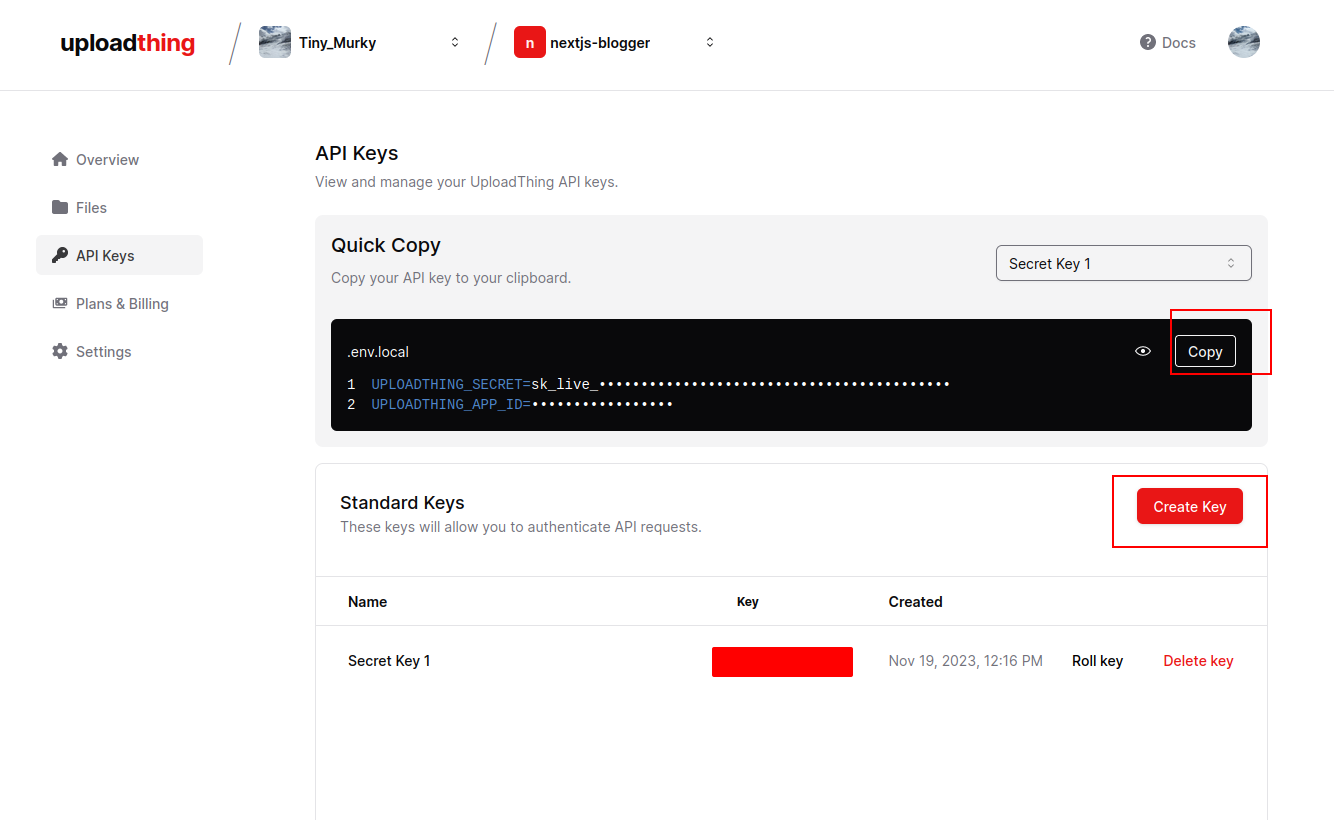 uploadthing
Tiny_Murky
n nextjs-blogger
? Docs
Overview
Files
API Keys
Plans & Billing
Settings
API Keys
View and manage your UploadThing API keys.
Quick Copy
Copy your API key to your clipboard.
Secret Key 1
.env.local
Copy
1 UPLOADTHING_SECRET=sk_live_••••••••••••••••••••••••••••••••••••••••••
2 UPLOADTHING_APP_ID=•••••••••••••••••
Standard Keys
These keys will allow you to authenticate API requests.
Create Key
Name Key Created
Secret Key 1 Nov 19, 2023, 12:16 PM Roll key Delete key